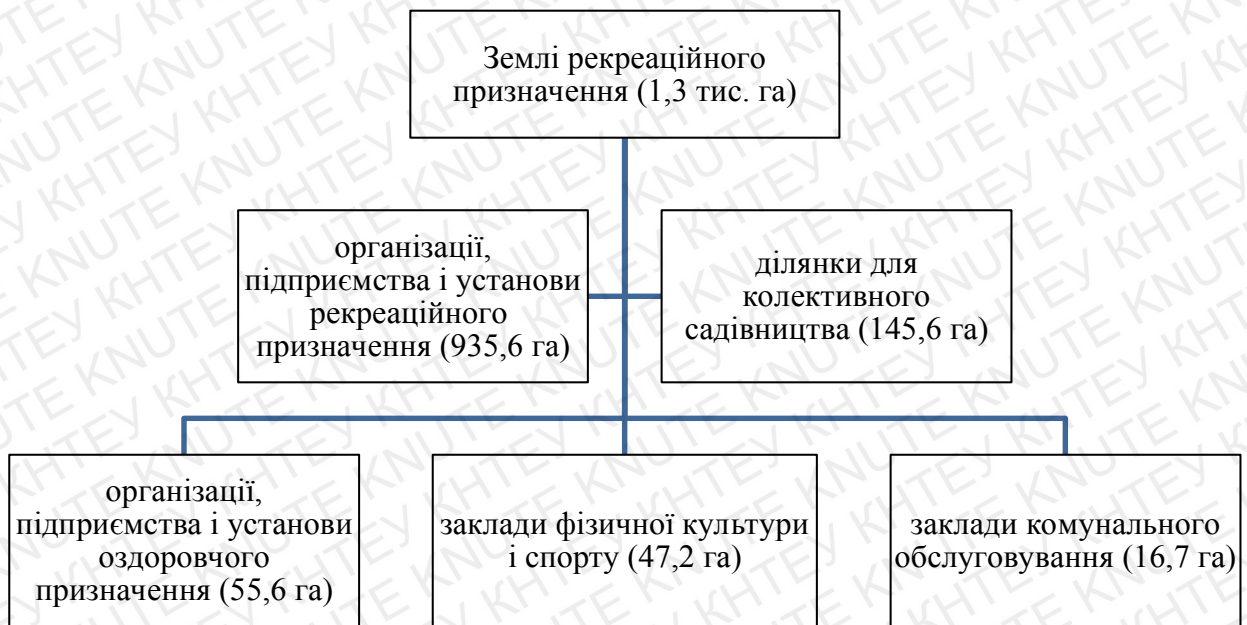 Землі рекреаційного
призначення (1,3 тис. га)
організації,
підприємства і установи
рекреаційного
призначення (935,6 га)
ділянки для
колективного
садівництва (145,6 га)
організації,
підприємства і установи
оздоровчого
призначення (55,6 га)
заклади фізичної культури
і спорту (47,2 га)
заклади комунального
обслуговування (16,7 га)